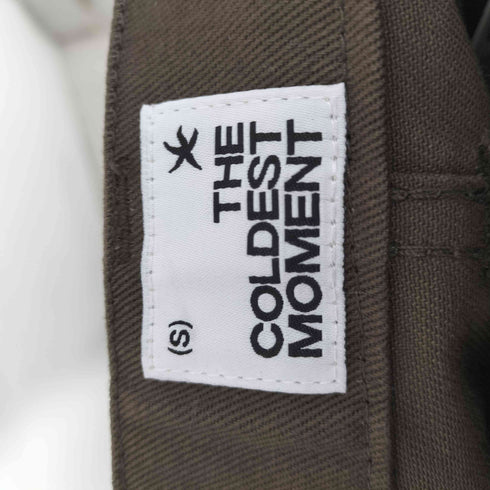 THE
COLDEST
MOMENT
(S)